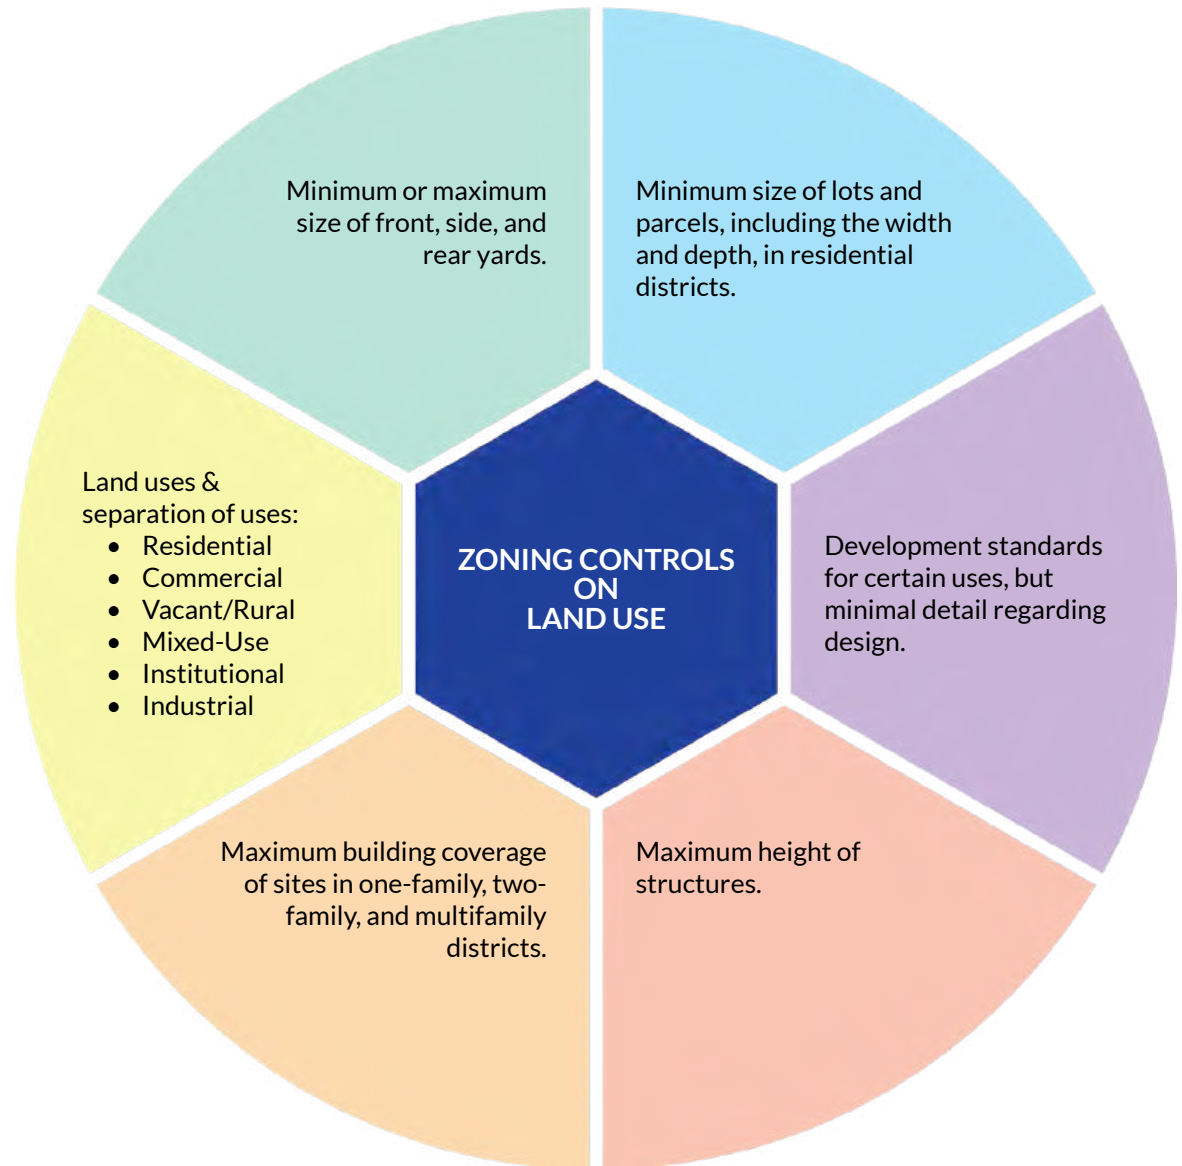 Minimum or maximum
size of front, side, and
rear yards.
Minimum size of lots and
parcels, including the width
and depth, in residential
districts.
Land uses &
separation of uses:
• Residential
• Commercial
• Vacant/Rural
• Mixed-Use
• Institutional
• Industrial
ZONING CONTROLS
ON
LAND USE
Development standards
for certain uses, but
minimal detail regarding
design.
Maximum building coverage
of sites in one-family, two-
family, and multifamily
districts.
Maximum height of
structures.